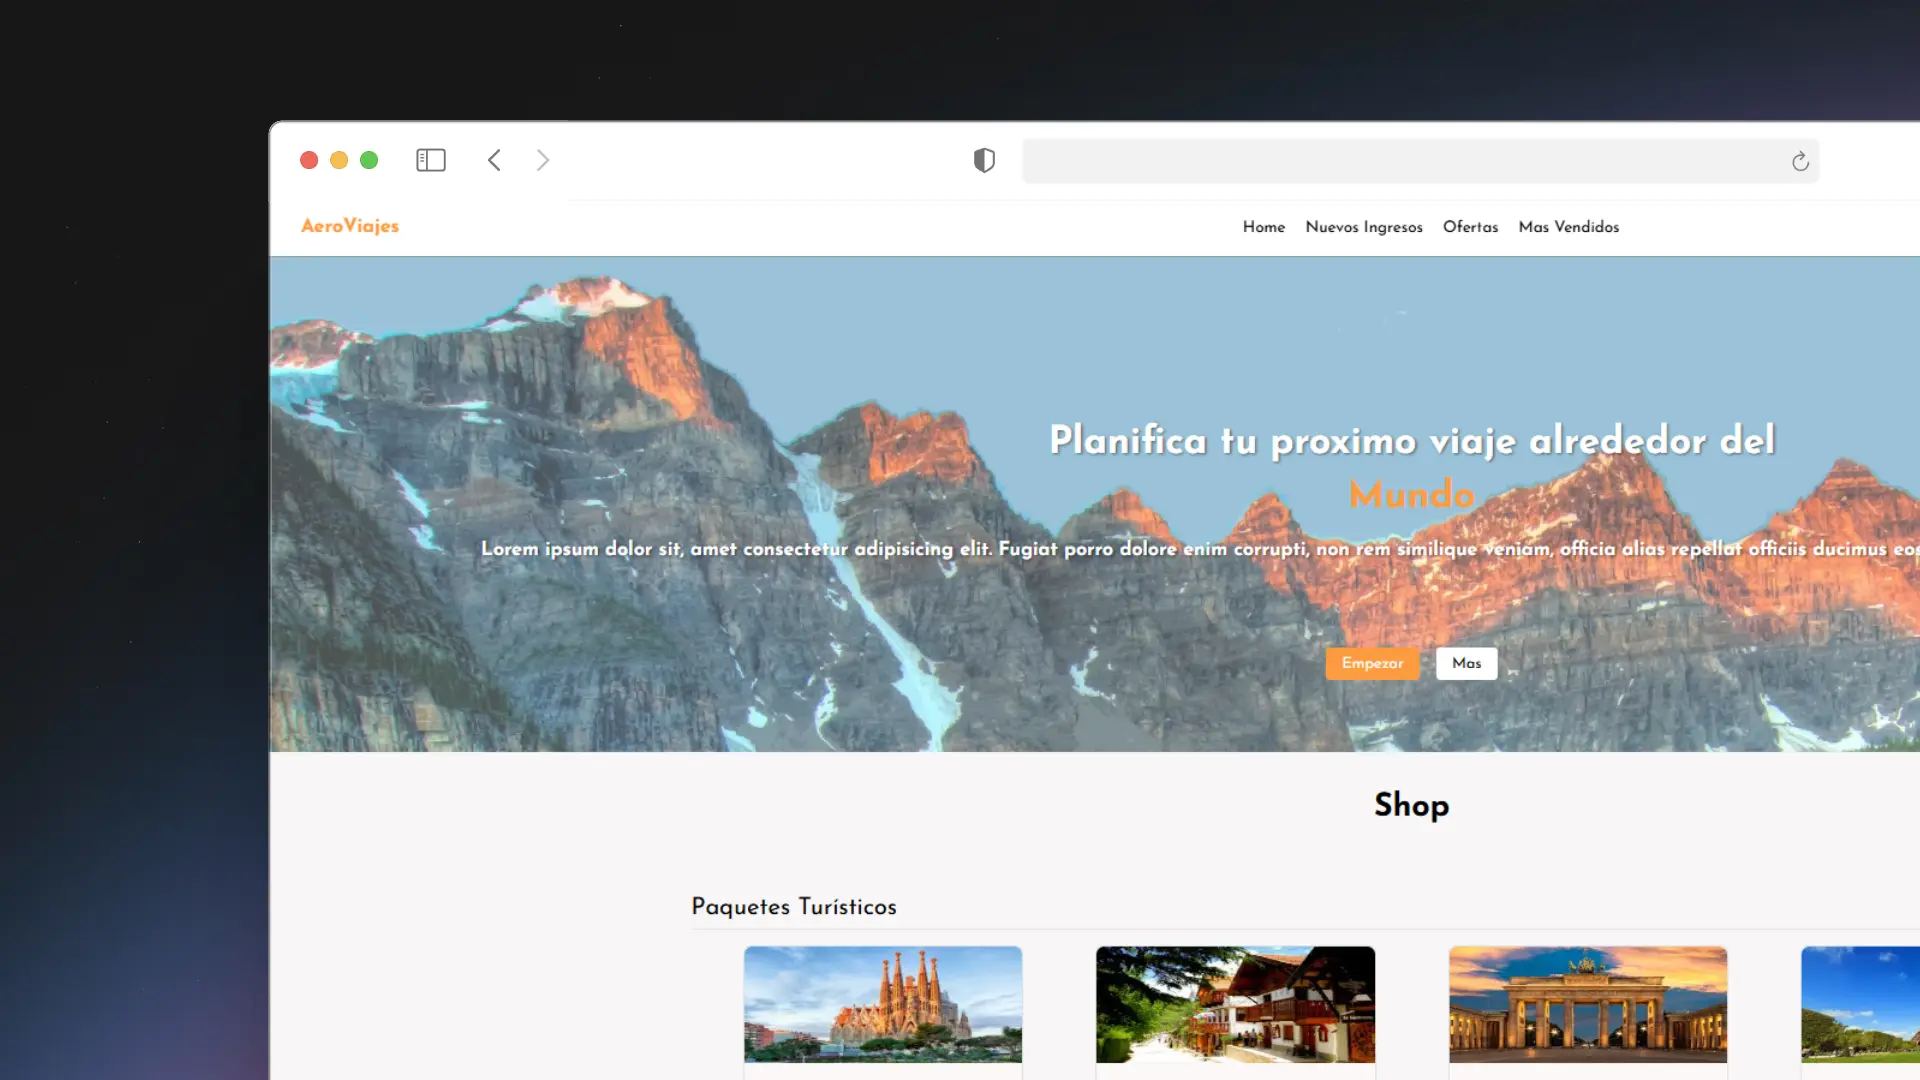 AeroViajes
Home Nuevos Ingresos Ofertas Mas Vendidos
Planifica tu proximo viaje alrededor del
Mundo
Lorem ipsum dolor sit, amet consectetur adipisicing elit. Fugiat porro dolore enim corrupti, non rem similique veniam, officia alias repellat officiis ducimus eos
Empezar Mas
Shop
Paquetes Turísticos